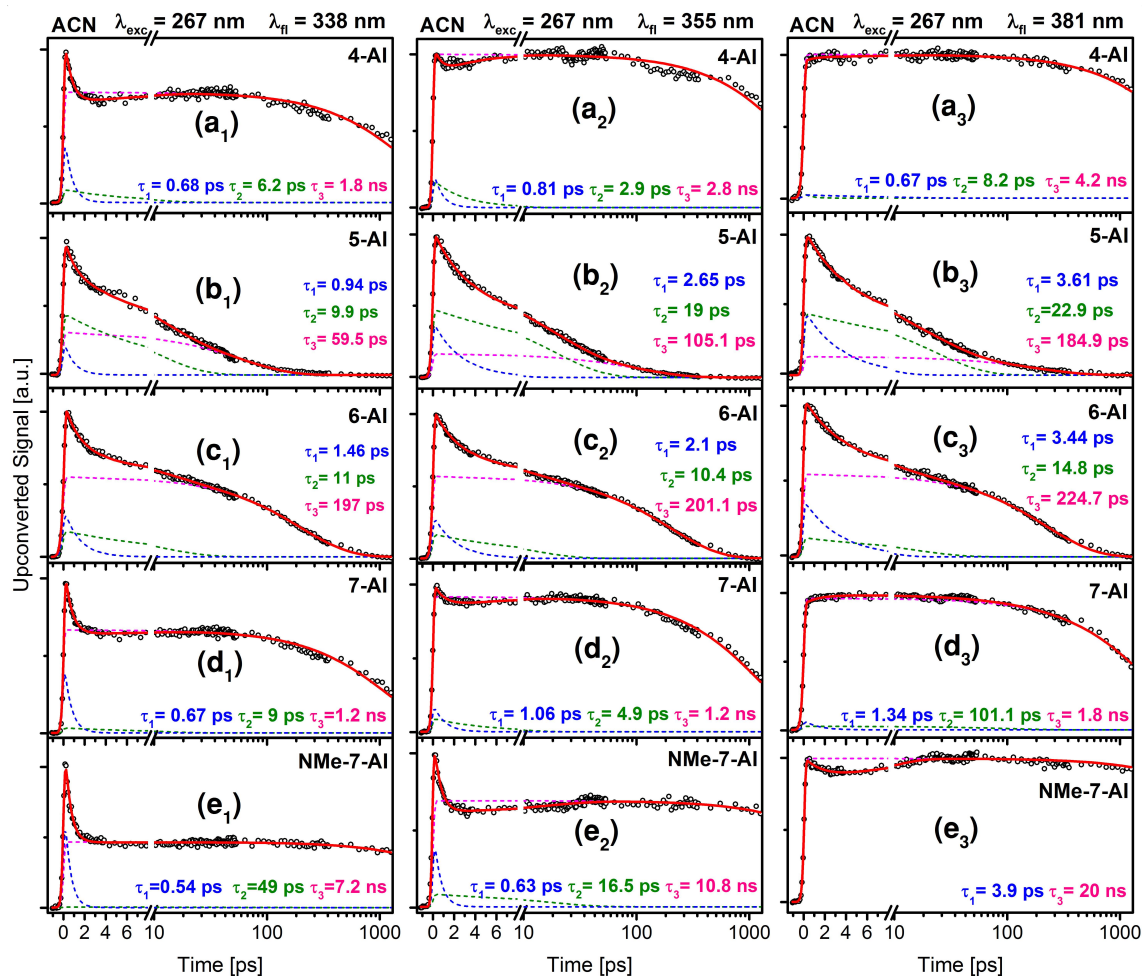 ACN λexc = 267 nm λfl = 338 nm
ACN λexc = 267 nm λfl = 355 nm
ACN λexc = 267 nm λfl = 381 nm
Upconverted Signal [a.u.]
4-AI
(a1)
τ1= 0.68 ps τ2= 6.2 ps τ3= 1.8 ns
4-AI
(a2)
τ1= 0.81 ps τ2= 2.9 ps τ3= 2.8 ns
4-AI
(a3)
τ1= 0.67 ps τ2= 8.2 ps τ3= 4.2 ns
5-AI
(b1)
τ1= 0.94 ps
τ2= 9.9 ps
τ3= 59.5 ps
5-AI
(b2)
τ1= 2.65 ps
τ2= 19 ps
τ3= 105.1 ps
5-AI
(b3)
τ1= 3.61 ps
τ2= 22.9 ps
τ3= 184.9 ps
6-AI
(c1)
τ1= 1.46 ps
τ2= 11 ps
τ3= 197 ps
6-AI
(c2)
τ1= 2.1 ps
τ2= 10.4 ps
τ3= 201.1 ps
6-AI
(c3)
τ1= 3.44 ps
τ2= 14.8 ps
τ3= 224.7 ps
7-AI
(d1)
τ1= 0.67 ps τ2= 9 ps τ3= 1.2 ns
7-AI
(d2)
τ1= 1.06 ps τ2= 4.9 ps τ3= 1.2 ns
7-AI
(d3)
τ1= 1.34 ps τ2= 101.1 ps τ3= 1.8 ns
NMe-7-AI
(e1)
τ1=0.54 ps τ2=49 ps τ3= 7.2 ns
NMe-7-AI
(e2)
τ1= 0.63 ps τ2= 16.5 ps τ3= 10.8 ns
NMe-7-AI
(e3)
τ1= 3.9 ps τ3= 20 ns
0 2 4 6 8 10 100 1000
0 2 4 6 8 10 100 1000
0 2 4 6 8 10 100 1000
Time [ps]
Time [ps]
Time [ps]